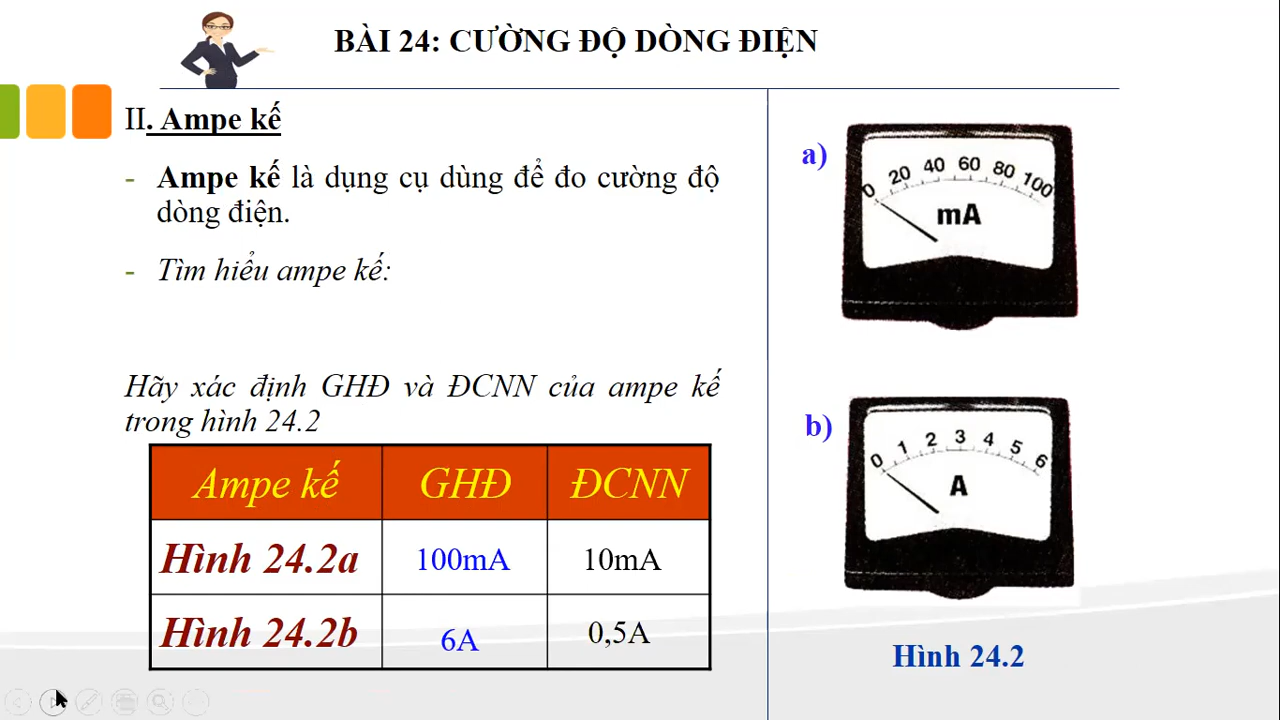 BÀI 24: CƯỜNG ĐỘ DÒNG ĐIỆN
II. Ampe kế
- Ampe kế là dụng cụ dùng để đo cường độ
dòng điện.
- Tìm hiểu ampe kế:
Hãy xác định GHĐ và ĐCNN của ampe kế
trong hình 24.2
Ampe kế GHĐ ĐCNN
Hình 24.2a 100mA 10mA
Hình 24.2b 6A 0,5A
a)
0 20 40 60 80 100
mA
b)
0 1 2 3 4 5 6
A
Hình 24.2